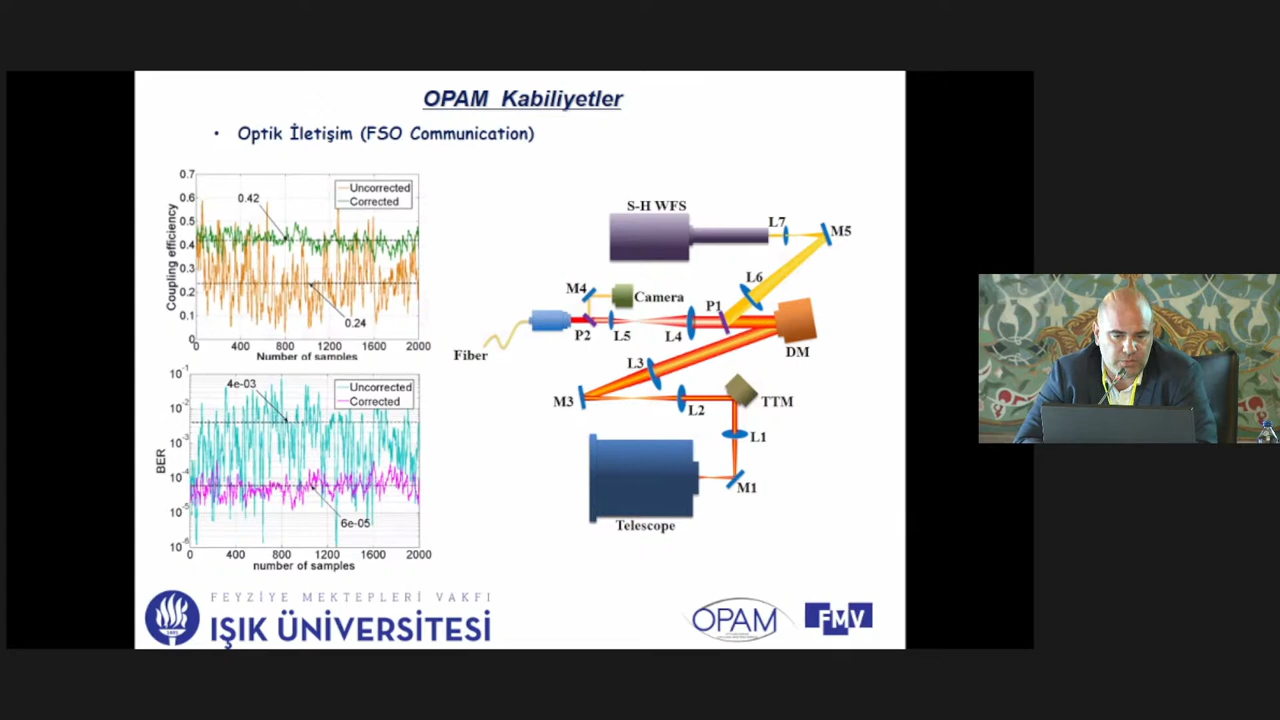 OPAM Kabiliyetler
• Optik İletişim (FSO Communication)
0.7
0.6
0.5
0.4
0.3
0.2
0.1
0
Coupling efficiency
Uncorrected
Corrected
0.42
0.24
0 400 800 1200 1600 2000
Number of samples
10-1
10-2
10-3
10-4
10-5
10-6
BER
Uncorrected
Corrected
4e-03
6e-05
0 400 800 1200 1600 2000
number of samples
S-H WFS
L7
M5
L6
M4
Camera
P1
P2
L5
L4
DM
Fiber
L3
M3
L2
TTM
L1
M1
Telescope
FEYZİYE MEKTEPLERİ VAKFI
IŞIK ÜNİVERSİTESİ
OPAM
FMV